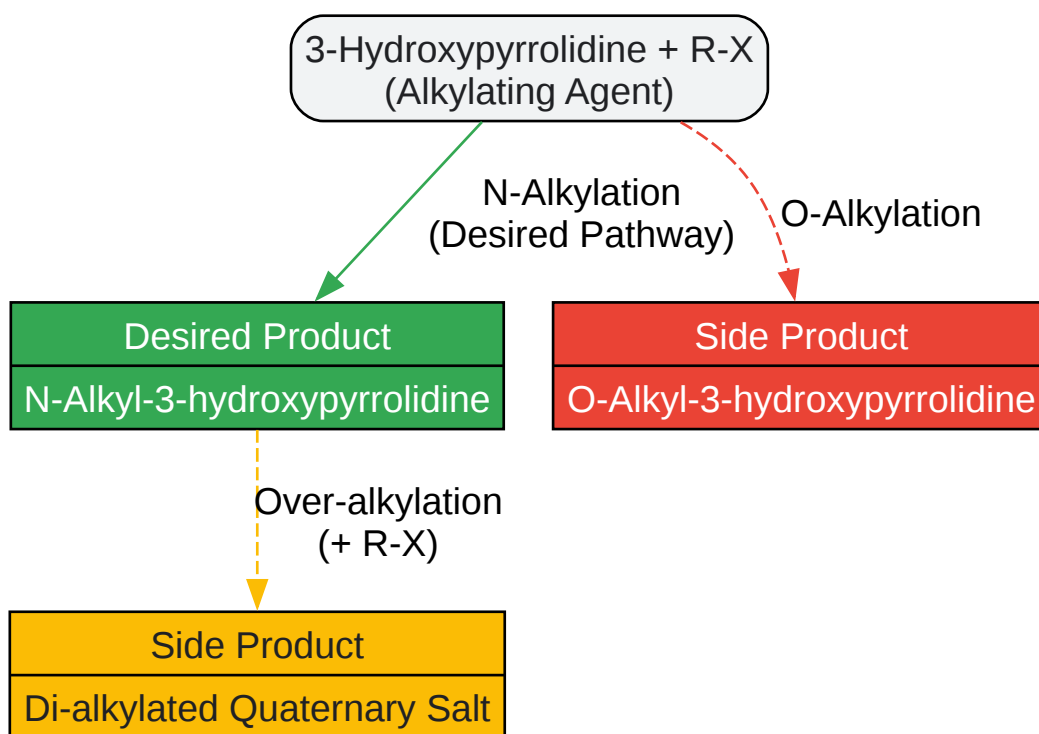 3-Hydroxypyrrolidine + R-X
(Alkylating Agent)
N-Alkylation
(Desired Pathway)
O-Alkylation
Desired Product
N-Alkyl-3-hydroxypyrrolidine
Side Product
O-Alkyl-3-hydroxypyrrolidine
Over-alkylation
(+ R-X)
Side Product
Di-alkylated Quaternary Salt